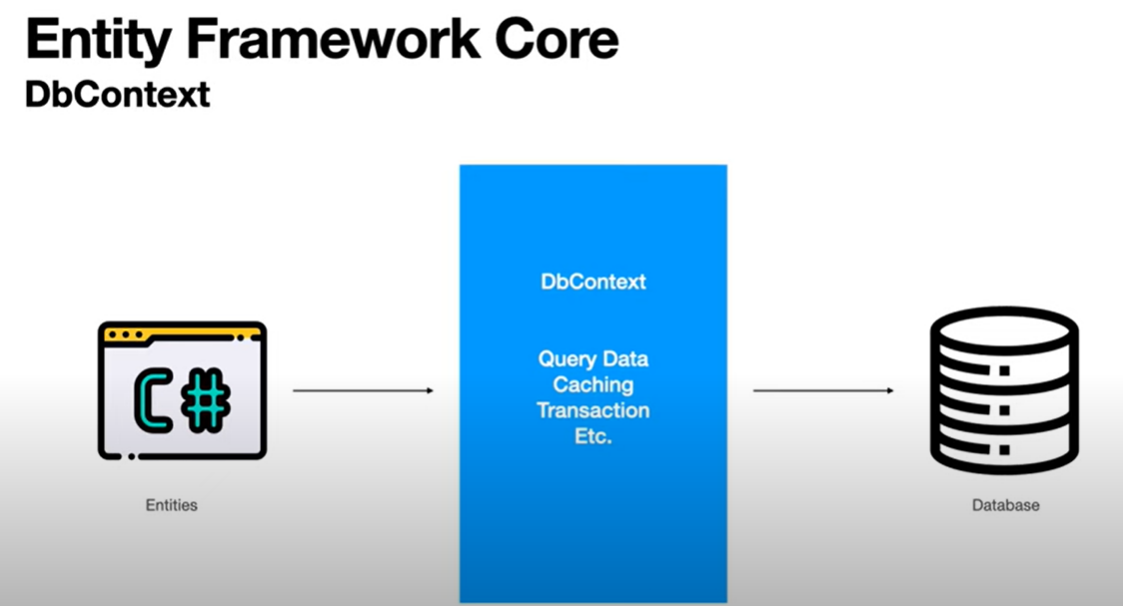 Entity Framework Core
DbContext
DbContext
Query Data
Caching
Transaction
Etc.
C#
Entities
Database